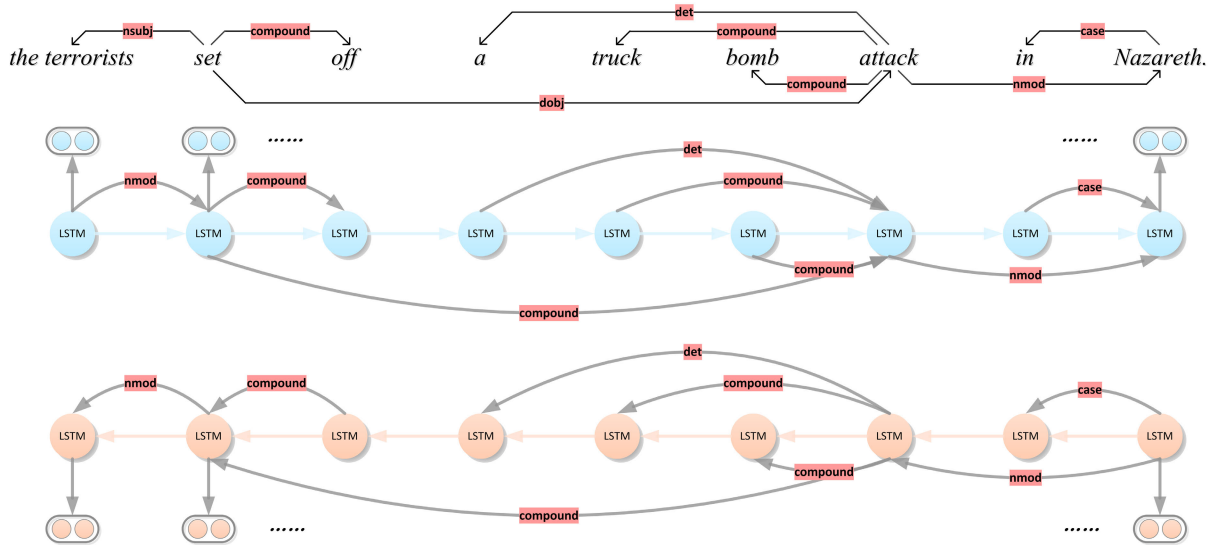 det
nsubj compound compound case
the terrorists set off a truck bomb attack in Nazareth.
compound nmod
dobj
...... ......
det
nmod compound compound case
LSTM LSTM LSTM LSTM LSTM LSTM LSTM LSTM LSTM
compound nmod
compound
det
nmod compound compound case
LSTM LSTM LSTM LSTM LSTM LSTM LSTM LSTM LSTM
compound nmod
compound
...... ......